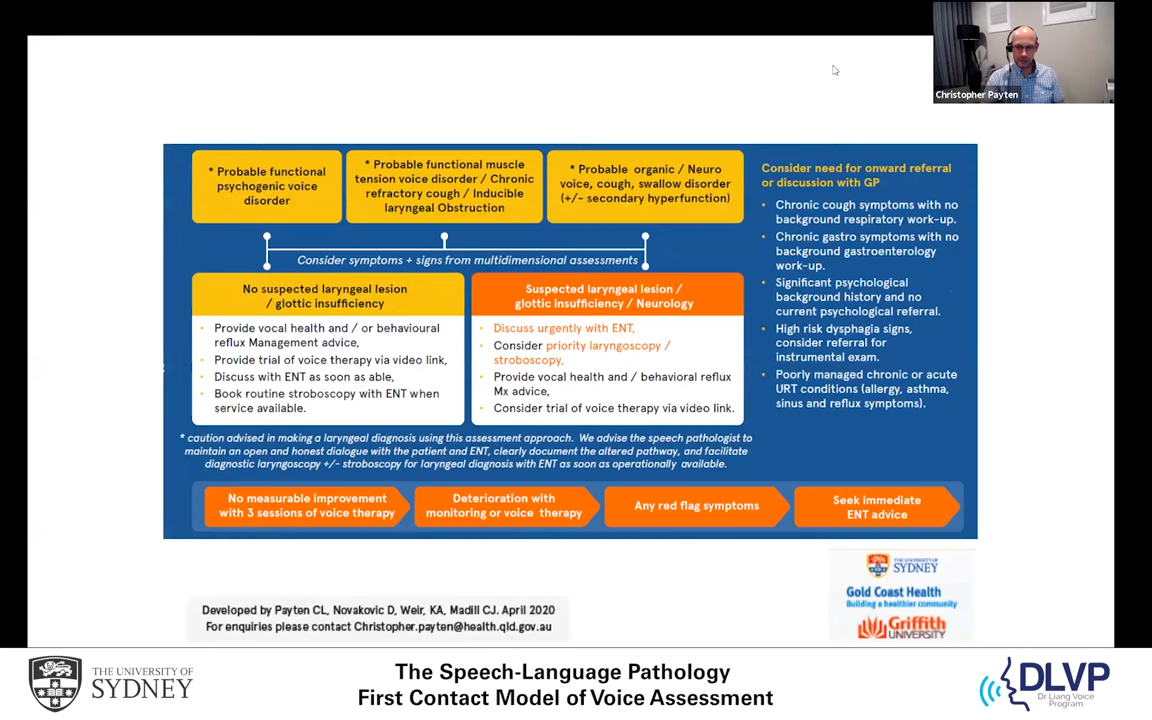 Christopher Payten
* Probable functional
psychogenic voice
disorder
* Probable functional muscle
tension voice disorder / Chronic
refractory cough / Inducible
laryngeal Obstruction
* Probable organic / Neuro
voice, cough, swallow disorder
(+/- secondary hyperfunction)
Consider symptoms + signs from multidimensional assessments
No suspected laryngeal lesion
/ glottic insufficiency
• Provide vocal health and / or behavioural
reflux Management advice,
• Provide trial of voice therapy via video link,
• Discuss with ENT as soon as able,
• Book routine stroboscopy with ENT when
service available.
Suspected laryngeal lesion /
glottic insufficiency / Neurology
• Discuss urgently with ENT,
• Consider priority laryngoscopy /
stroboscopy,
• Provide vocal health and / behavioral reflux
Mx advice,
• Consider trial of voice therapy via video link.
Consider need for onward referral
or discussion with GP
• Chronic cough symptoms with no
background respiratory work-up.
• Chronic gastro symptoms with no
background gastroenterology
work-up.
• Significant psychological
background history and no
current psychological referral.
• High risk dysphagia signs,
consider referral for
instrumental exam.
• Poorly managed chronic or acute
URT conditions (allergy, asthma,
sinus and reflux symptoms).
* caution advised in making a laryngeal diagnosis using this assessment approach. We advise the speech pathologist to
maintain an open and honest dialogue with the patient and ENT, clearly document the altered pathway, and facilitate
diagnostic laryngoscopy +/- stroboscopy for laryngeal diagnosis with ENT as soon as operationally available.
No measurable improvement
with 3 sessions of voice therapy
Deterioration with
monitoring or voice therapy
Any red flag symptoms
Seek immediate
ENT advice
THE UNIVERSITY OF
SYDNEY
Gold Coast Health
Building a healthier community
Griffith
UNIVERSITY
Developed by Payten CL, Novakovic D, Weir, KA, Madill CJ. April 2020
For enquiries please contact Christopher.payten@health.qld.gov.au
THE UNIVERSITY OF
SYDNEY
The Speech-Language Pathology
First Contact Model of Voice Assessment
DLVP
Dr Liang Voice
Program